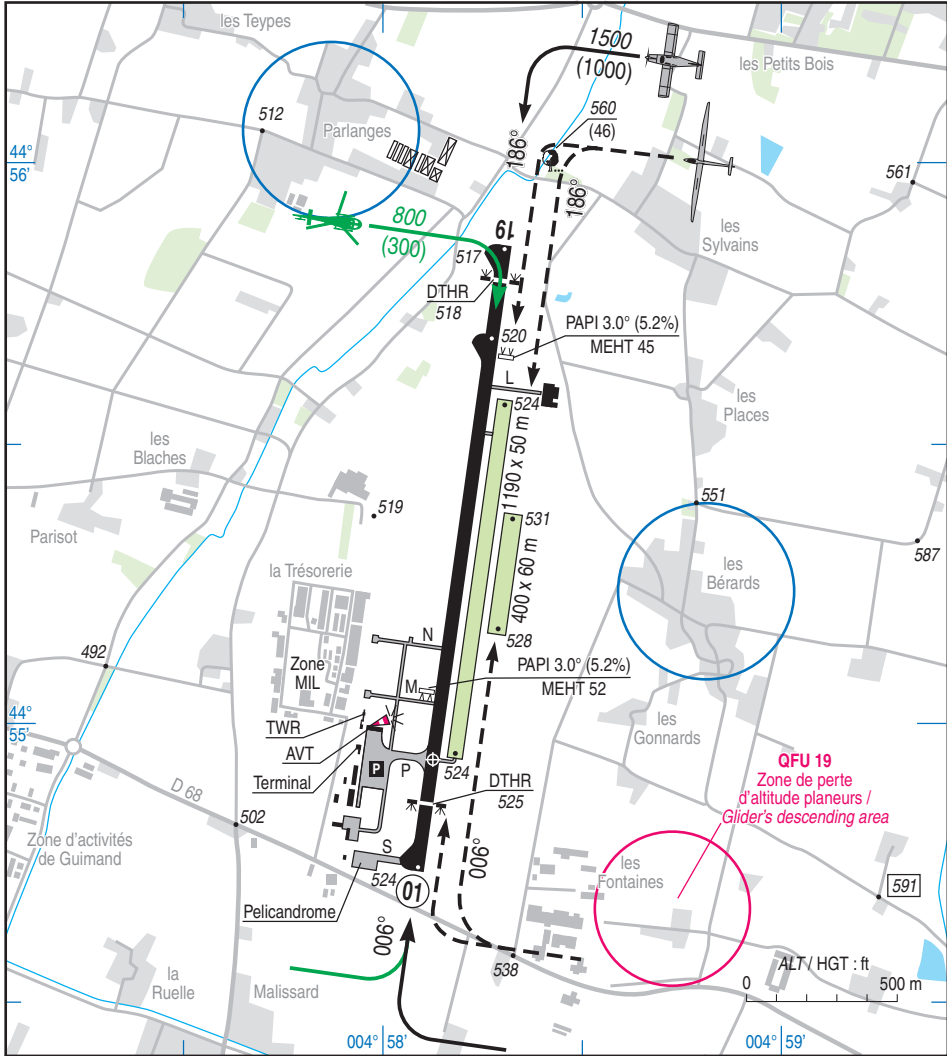 les Teypes
1500
(1000)
les Petits Bois
512
Parlanges
560
(46)
44°
56'
186°
186°
561
800
(300)
19
517
les
Sylvains
DTHR
518
520
PAPI 3.0° (5.2%)
MEHT 45
L
524
les
Places
les
Blaches
1190 x 50 m
551
519
531
Parisot
587
la Trésorerie
400 x 60 m
les
Bérards
528
N
Zone
MIL
492
PAPI 3.0° (5.2%)
MEHT 52
M
44°
55'
TWR
AVT
Terminal
les
Gonnards
P
P
524
QFU 19
Zone de perte
d'altitude planeurs /
Glider's descending area
D 68
DTHR
525
502
Zone d'activités
de Guimand
S
006°
les
Fontaines
524
01
591
Pelicandrome
006°
538
ALT / HGT : ft
la
Ruelle
Malissard
0
500 m
004° 58'
004° 59'